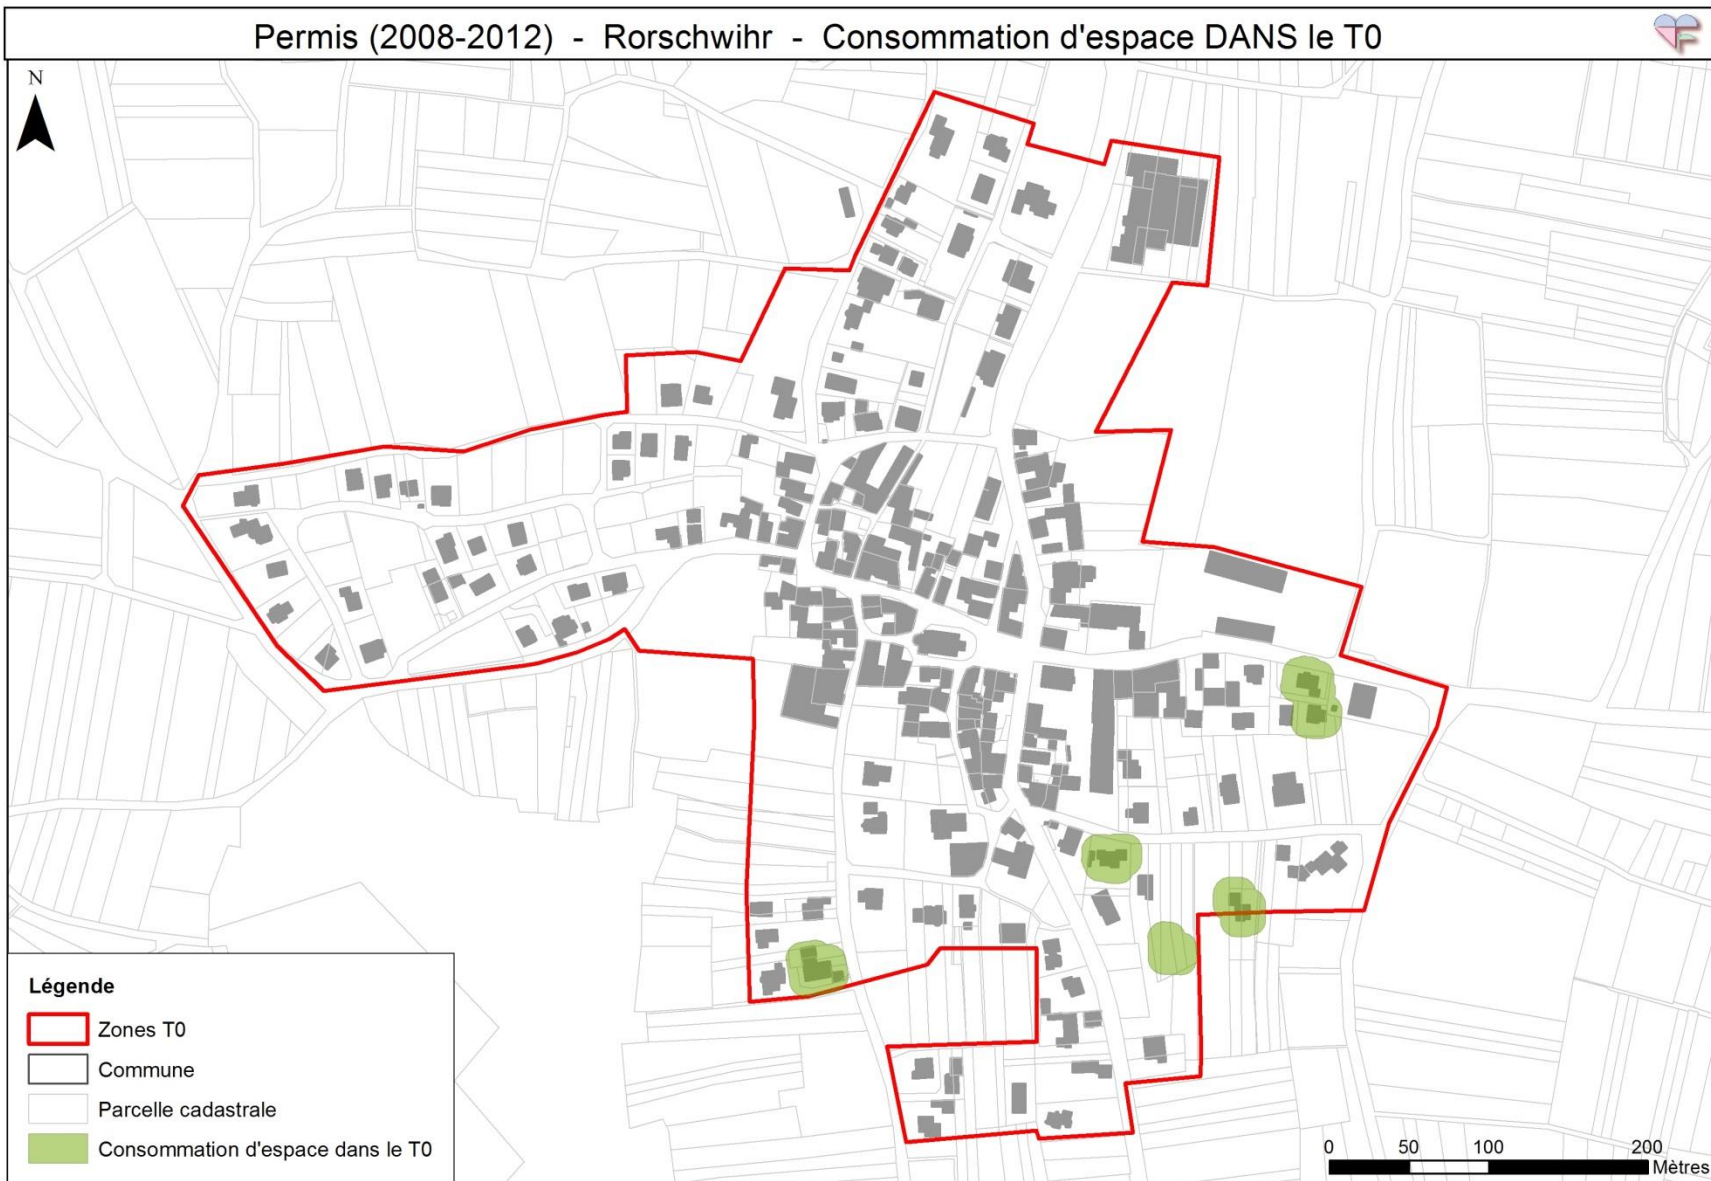 Permis (2008-2012) - Rorschwihr - Consommation d'espace DANS le T0
N
Légende
Zones T0
Commune
Parcelle cadastrale
Consommation d'espace dans le T0
0 50 100 200
Mètres